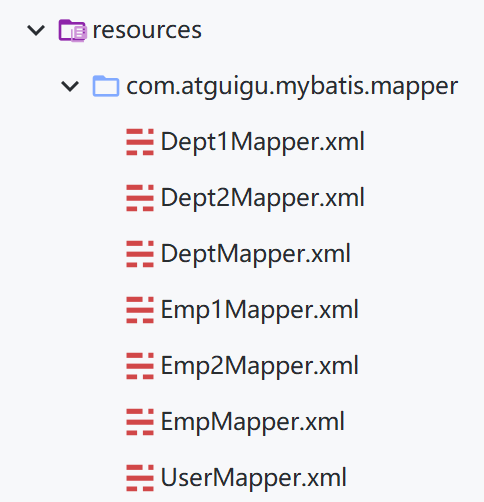 resources
com.atguigu.mybatis.mapper
Dept1Mapper.xml
Dept2Mapper.xml
DeptMapper.xml
Emp1Mapper.xml
Emp2Mapper.xml
EmpMapper.xml
UserMapper.xml